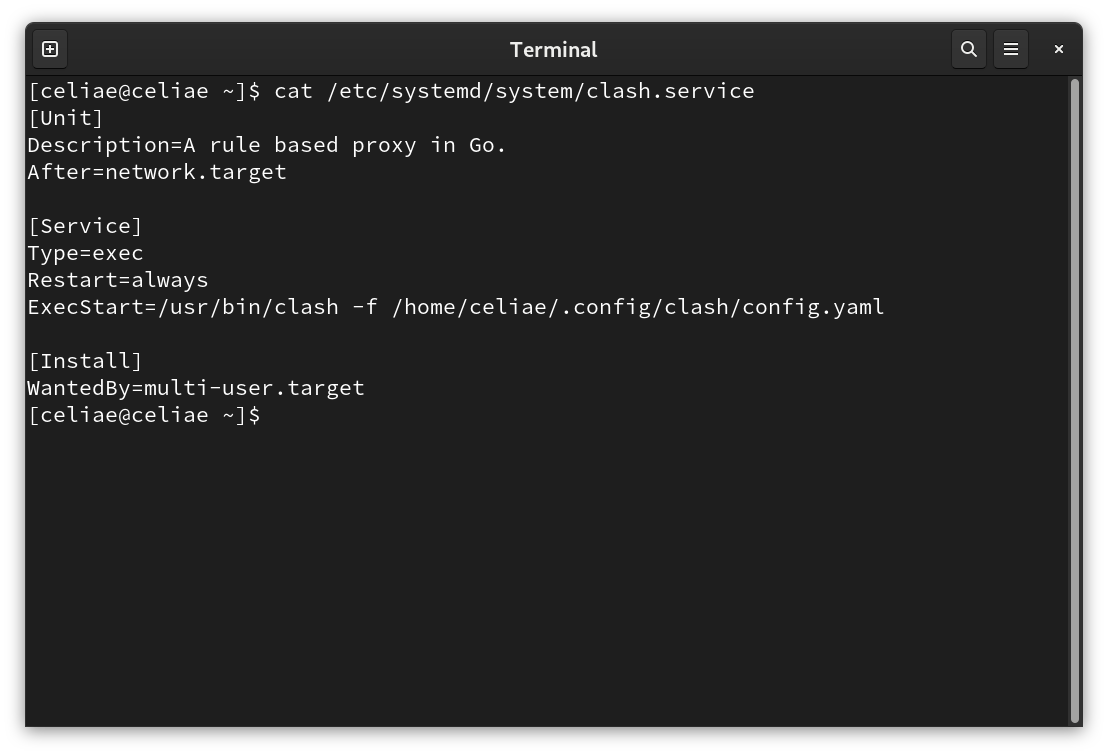 Terminal
[celiae@celiae ~]$ cat /etc/systemd/system/clash.service
[Unit]
Description=A rule based proxy in Go.
After=network.target

[Service]
Type=exec
Restart=always
ExecStart=/usr/bin/clash -f /home/celiae/.config/clash/config.yaml

[Install]
WantedBy=multi-user.target
[celiae@celiae ~]$